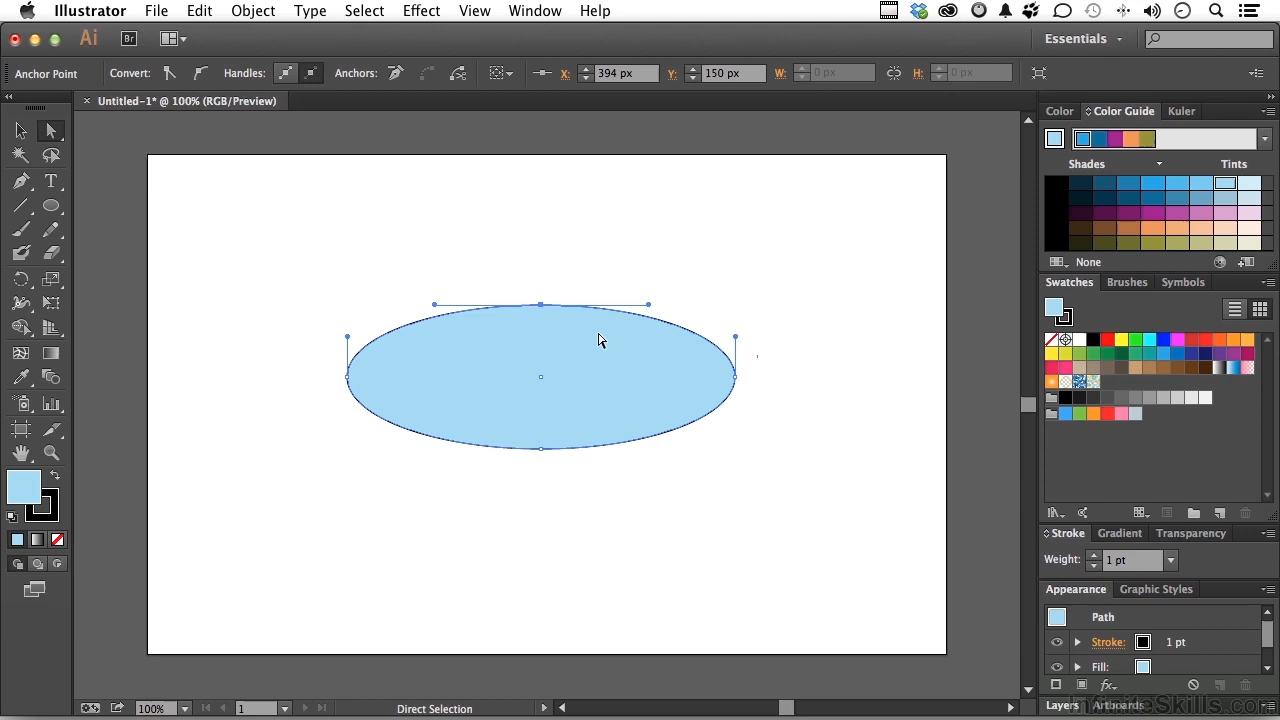 Illustrator File Edit Object Type Select Effect View Window Help
Ai Br Essentials
Anchor Point Convert: Handles: Anchors: X: 394 px Y: 150 px W: 0 px H: 0 px
Untitled-1* @ 100% (RGB/Preview)
Color Color Guide Kuler
Shades Tints
None
Swatches Brushes Symbols
Stroke Gradient Transparency
Weight: 1 pt
Appearance Graphic Styles
Path
Stroke: 1 pt
Fill:
fx
Layers Artboards
100% 1 Direct Selection
InfiniteSkills.com